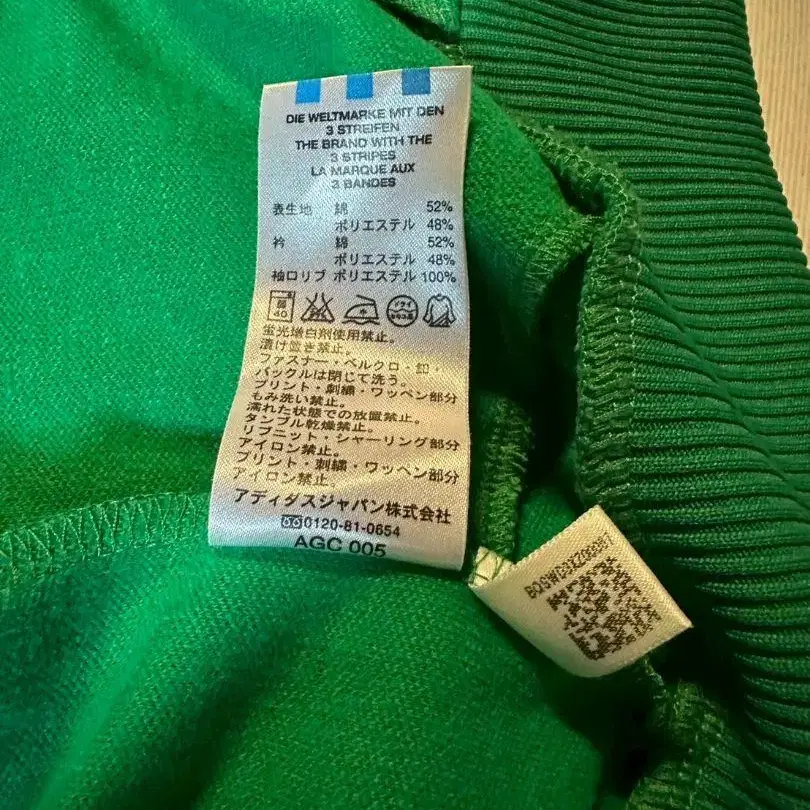 DIE WELTMARKE MIT DEN
3 STREIFEN
THE BRAND WITH THE
3 STRIPES
LA MARQUE AUX
3 BANDES
表生地 綿 52%
ポリエステル 48%
衿 綿 52%
ポリエステル 48%
袖口リブ ポリエステル 100%
弱
40
ドライ
蛍光増白剤使用禁止。
漬け置き禁止。
ファスナー・ベルクロ・釦・
バックルは閉じて洗う。
プリント・刺繍・ワッペン部分
もみ洗い禁止。
濡れた状態での放置禁止。
タンブル乾燥禁止。
リブニット・シャーリング部分
アイロン禁止。
プリント・刺繍・ワッペン部分
アイロン禁止。
アディダスジャパン株式会社
0120-81-0654
AGC 005